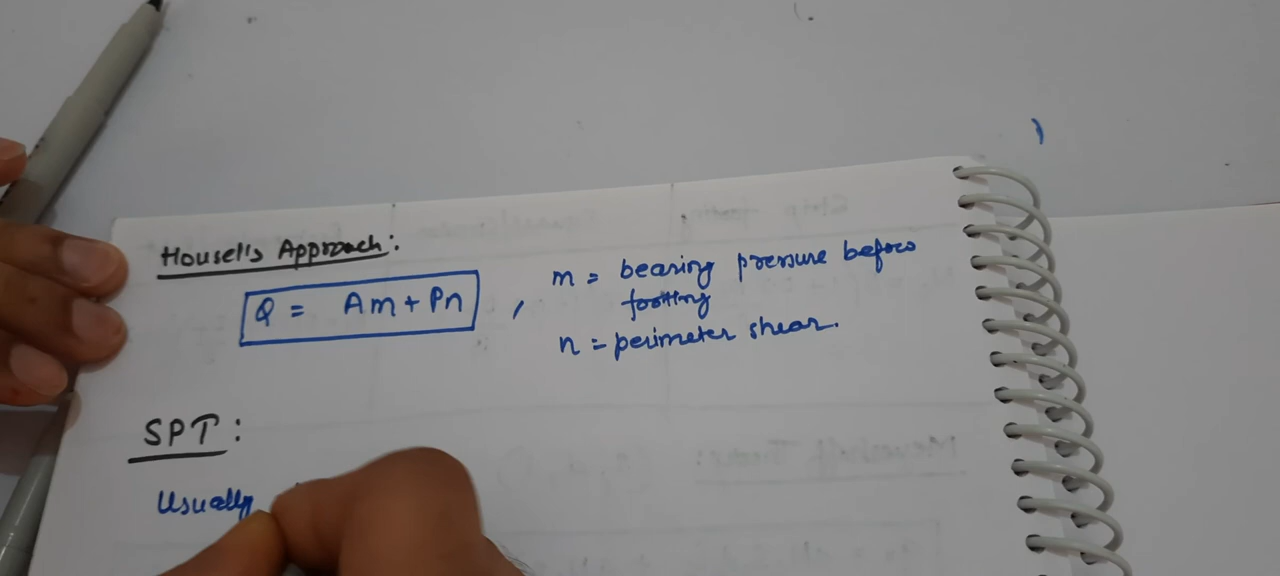 Housel's Approach:
Q = Am + Pn , m = bearing pressure before
footing
n = perimeter shear.
SPT:
Usually